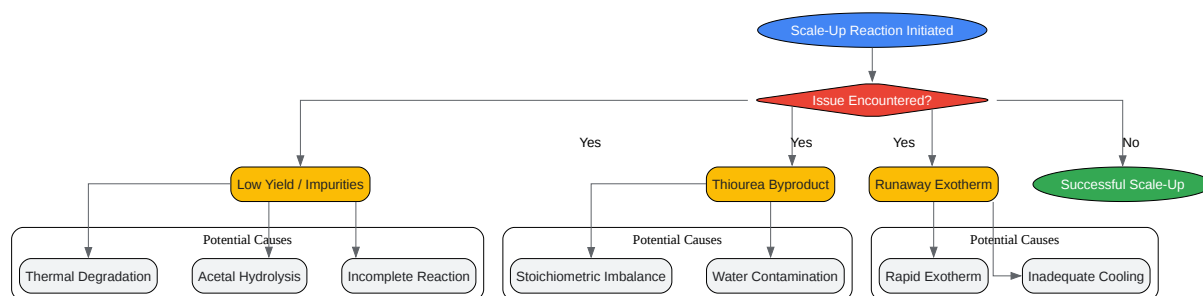 Scale-Up Reaction Initiated
Issue Encountered?
Yes
Yes
Yes
No
Low Yield / Impurities
Thiourea Byproduct
Runaway Exotherm
Successful Scale-Up
Potential Causes
Potential Causes
Potential Causes
Thermal Degradation
Acetal Hydrolysis
Incomplete Reaction
Stoichiometric Imbalance
Water Contamination
Rapid Exotherm
Inadequate Cooling